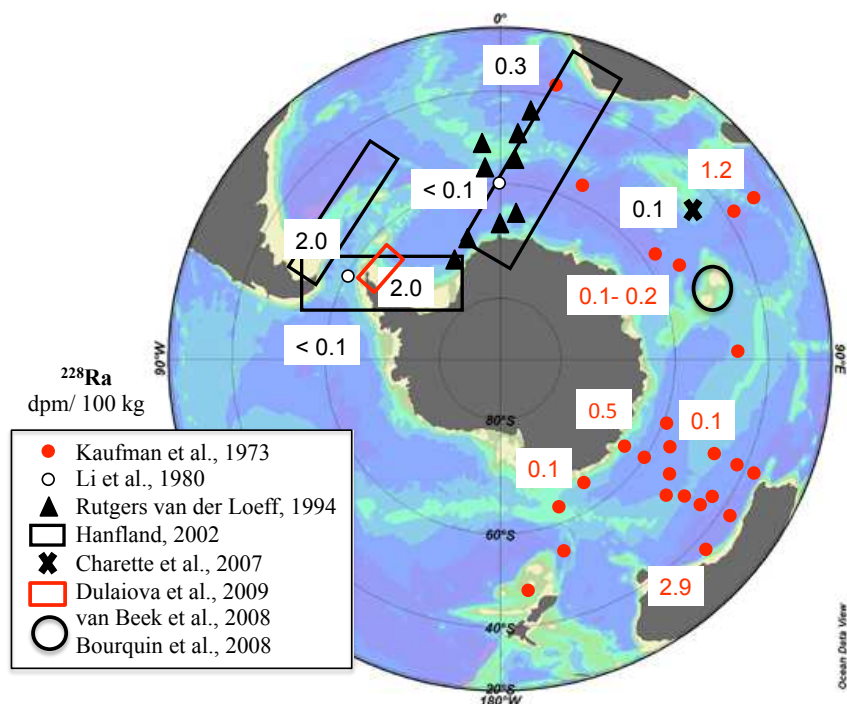 0°
0.3
1.2
< 0.1
0.1
2.0
2.0
0.1- 0.2
< 0.1
90°W
90°E
228Ra
dpm/ 100 kg
80°S
0.5
0.1
0.1
Kaufman et al., 1973
Li et al., 1980
Rutgers van der Loeff, 1994
Hanfland, 2002
Charette et al., 2007
Dulaiova et al., 2009
van Beek et al., 2008
Bourquin et al., 2008
60°S
2.9
40°S
20°S
180°W
Ocean Data View